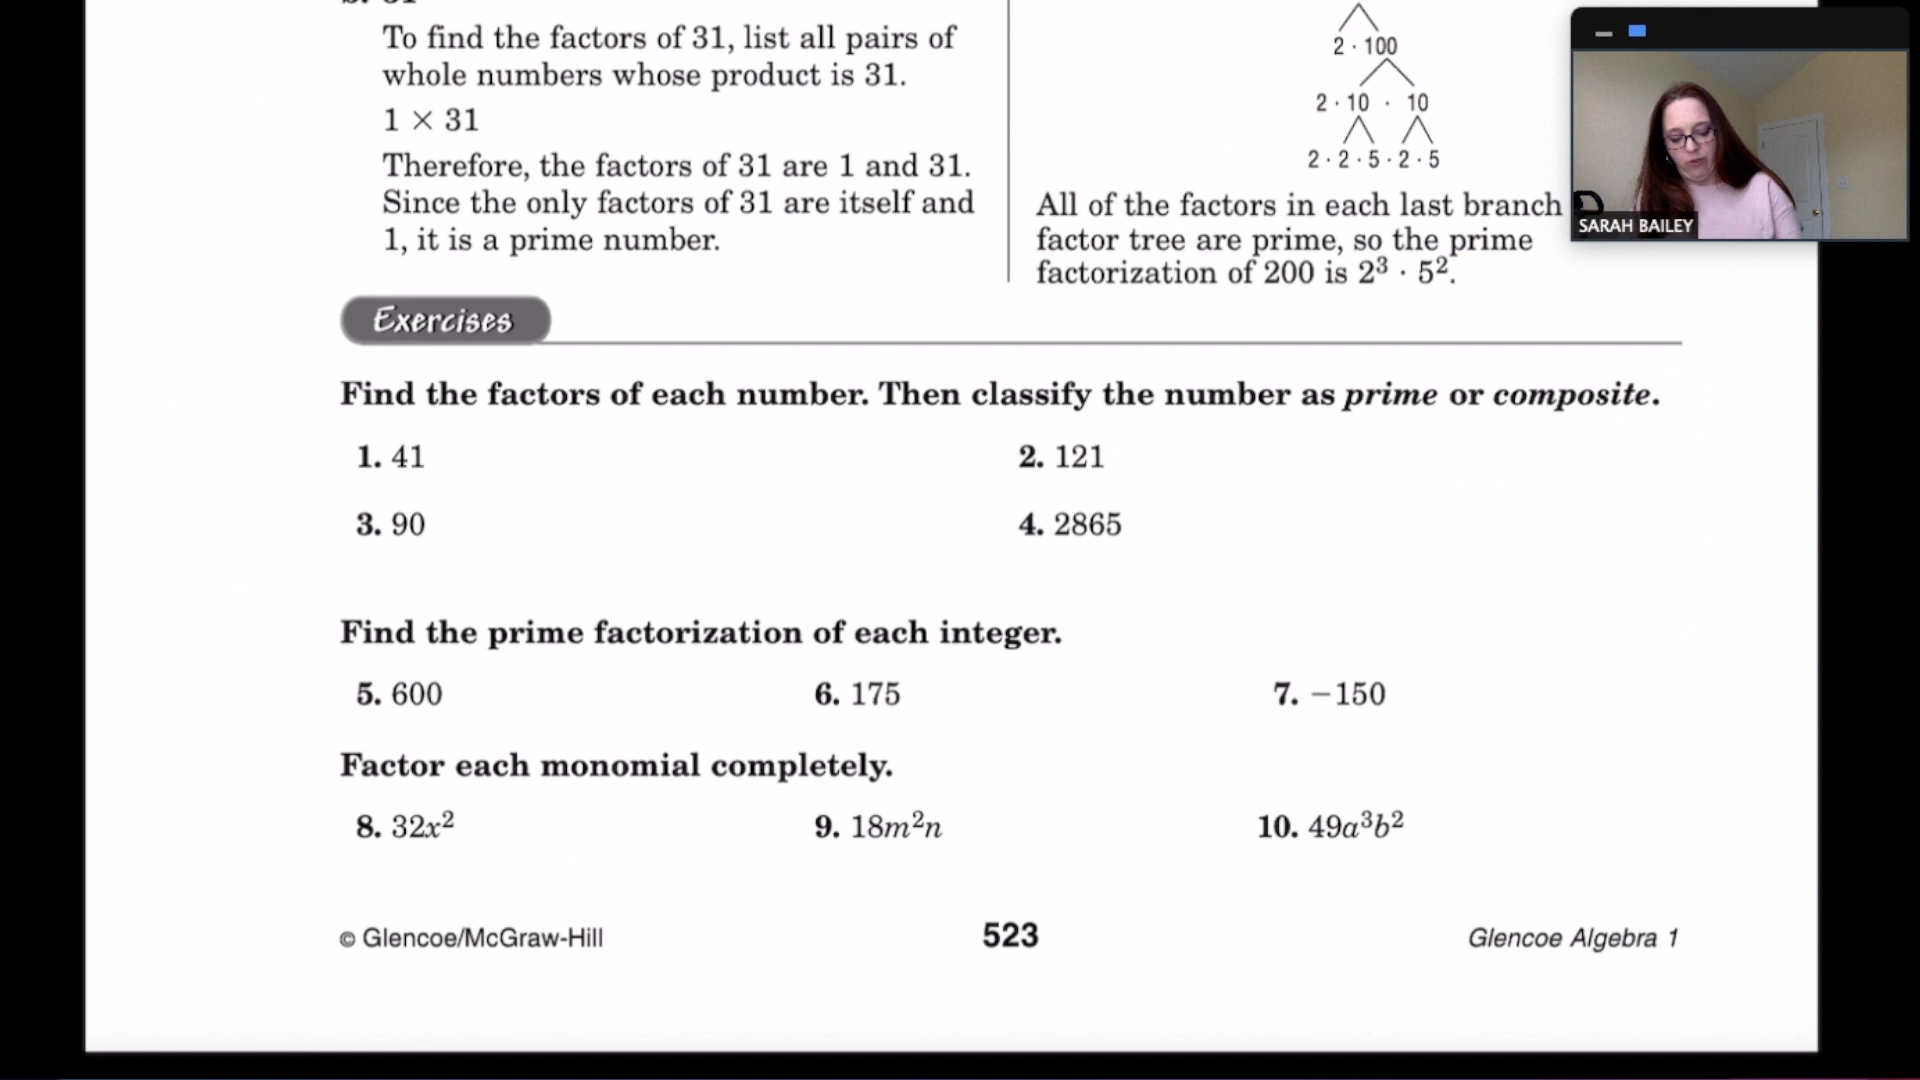 To find the factors of 31, list all pairs of
whole numbers whose product is 31.
1 × 31
Therefore, the factors of 31 are 1 and 31.
Since the only factors of 31 are itself and
1, it is a prime number.
2 · 100
2 · 10 · 10
2 · 2 · 5 · 2 · 5
All of the factors in each last branch
factor tree are prime, so the prime
factorization of 200 is 2³ · 5².
SARAH BAILEY
Exercises
Find the factors of each number. Then classify the number as prime or composite.
1. 41
2. 121
3. 90
4. 2865
Find the prime factorization of each integer.
5. 600
6. 175
7. −150
Factor each monomial completely.
8. 32x²
9. 18m²n
10. 49a³b²
© Glencoe/McGraw-Hill
523
Glencoe Algebra 1